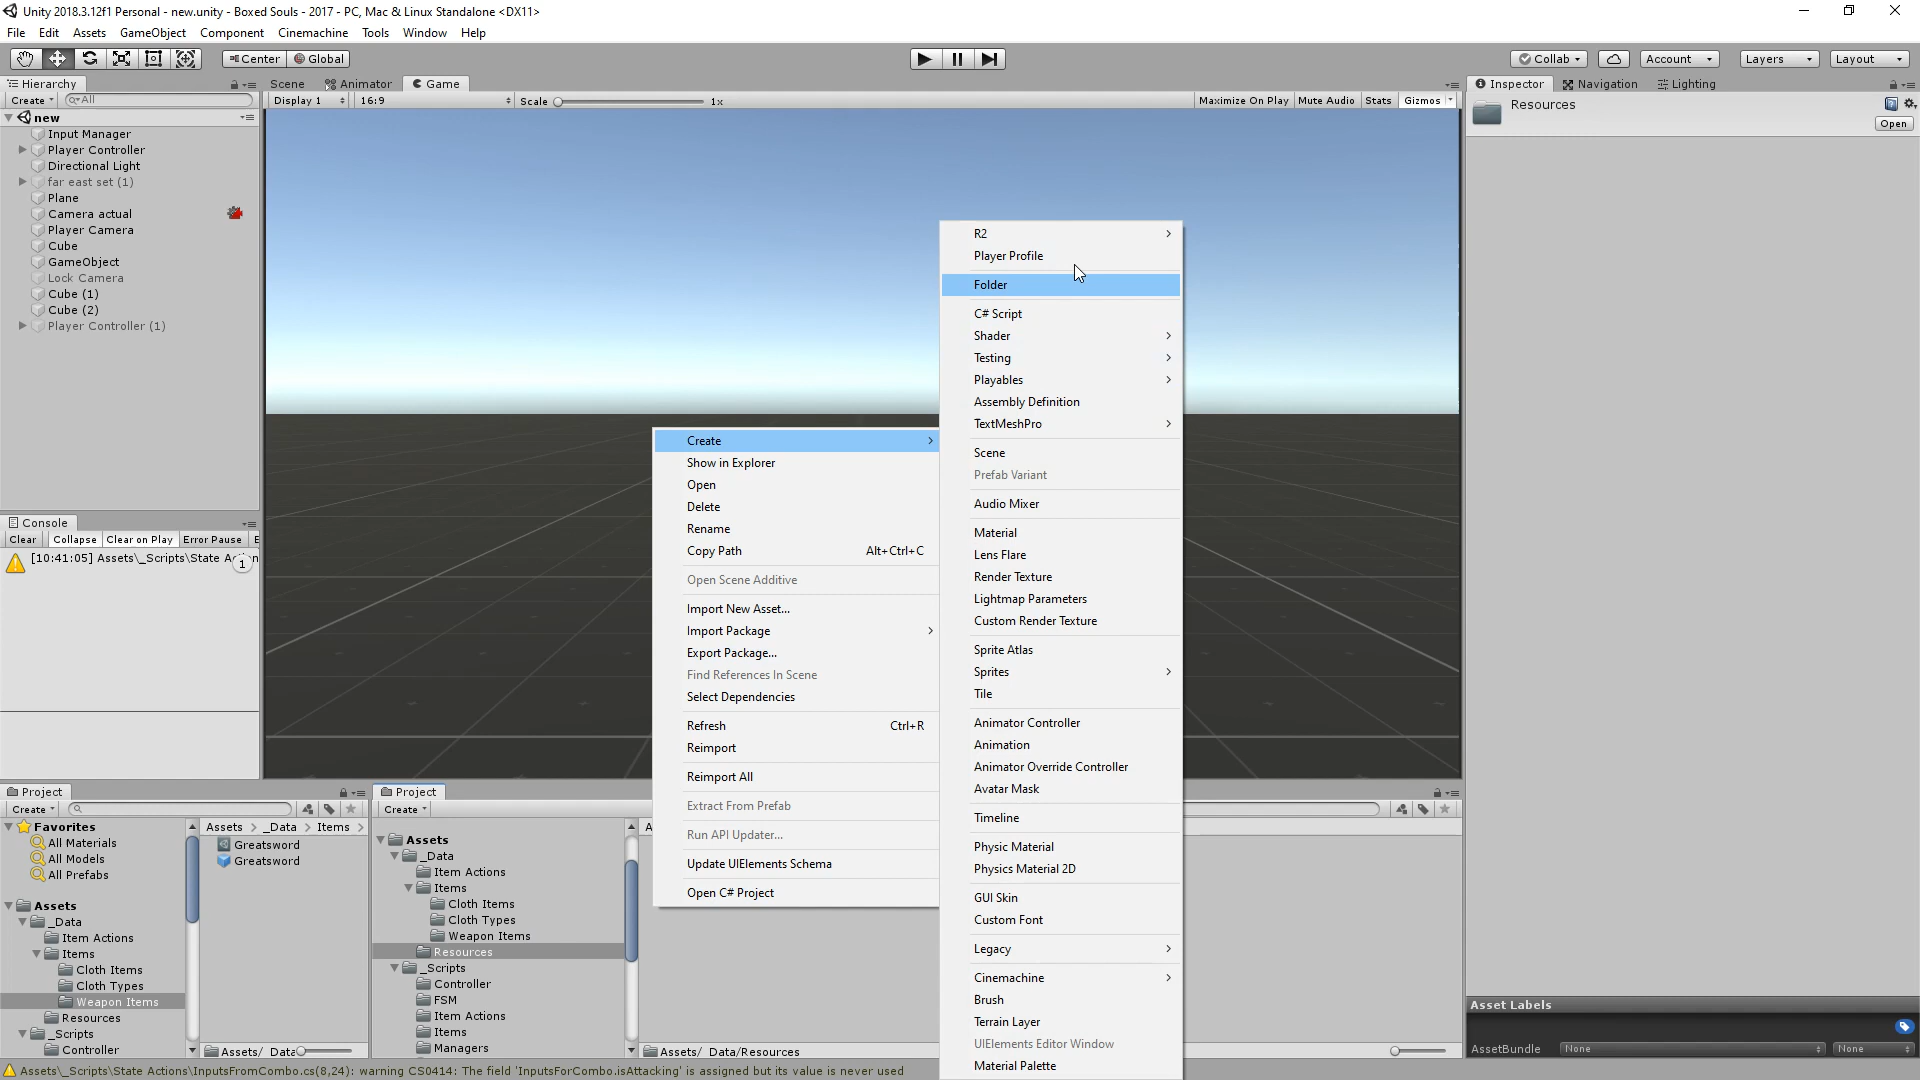 Unity 2018.3.12f1 Personal - new.unity - Boxed Souls - 2017 - PC, Mac & Linux Standalone <DX11>
File Edit Assets GameObject Component Cinemachine Tools Window Help
Center Global Collab Account Layers Layout
Hierarchy Scene Animator Game Inspector Navigation Lighting
Create All Display 1 16:9 Scale 1x Maximize On Play Mute Audio Stats Gizmos Resources
Open
new
Input Manager
Player Controller
Directional Light
far east set (1)
Plane
Camera actual
Player Camera
Cube
GameObject
Lock Camera
Cube (1)
Cube (2)
Player Controller (1)
R2
Player Profile
Folder
C# Script
Shader
Testing
Playables
Assembly Definition
TextMeshPro
Scene
Prefab Variant
Audio Mixer
Material
Lens Flare
Render Texture
Lightmap Parameters
Custom Render Texture
Sprite Atlas
Sprites
Tile
Animator Controller
Animation
Animator Override Controller
Avatar Mask
Timeline
Physic Material
Physics Material 2D
GUI Skin
Custom Font
Legacy
Cinemachine
Brush
Terrain Layer
UIElements Editor Window
Material Palette
Create
Show in Explorer
Open
Delete
Rename
Copy Path Alt+Ctrl+C
Open Scene Additive
Import New Asset...
Import Package
Export Package...
Find References In Scene
Select Dependencies
Refresh Ctrl+R
Reimport
Reimport All
Extract From Prefab
Run API Updater...
Update UIElements Schema
Open C# Project
Console
Clear Collapse Clear on Play Error Pause E
[10:41:05] Assets\_Scripts\State Action
1
Project
Create
Favorites
All Materials
All Models
All Prefabs
Assets
_Data
Item Actions
Items
Cloth Items
Cloth Types
Weapon Items
Resources
_Scripts
Controller
Assets _Data Items
Greatsword
Greatsword
Assets/_Data
Project
Create
Assets
_Data
Item Actions
Items
Cloth Items
Cloth Types
Weapon Items
Resources
_Scripts
Controller
FSM
Item Actions
Items
Managers
A
Assets/_Data/Resources
Asset Labels
AssetBundle None None
Assets\_Scripts\State Actions\InputsFromCombo.cs(8,24): warning CS0414: The field 'InputsForCombo.isAttacking' is assigned but its value is never used